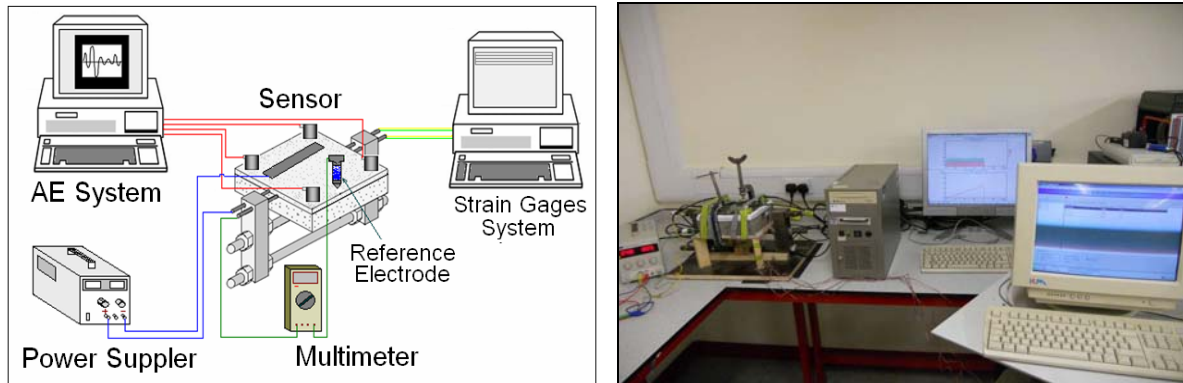 Sensor
AE System
Strain Gages
System
Reference
Electrode
Power Suppler
Multimeter